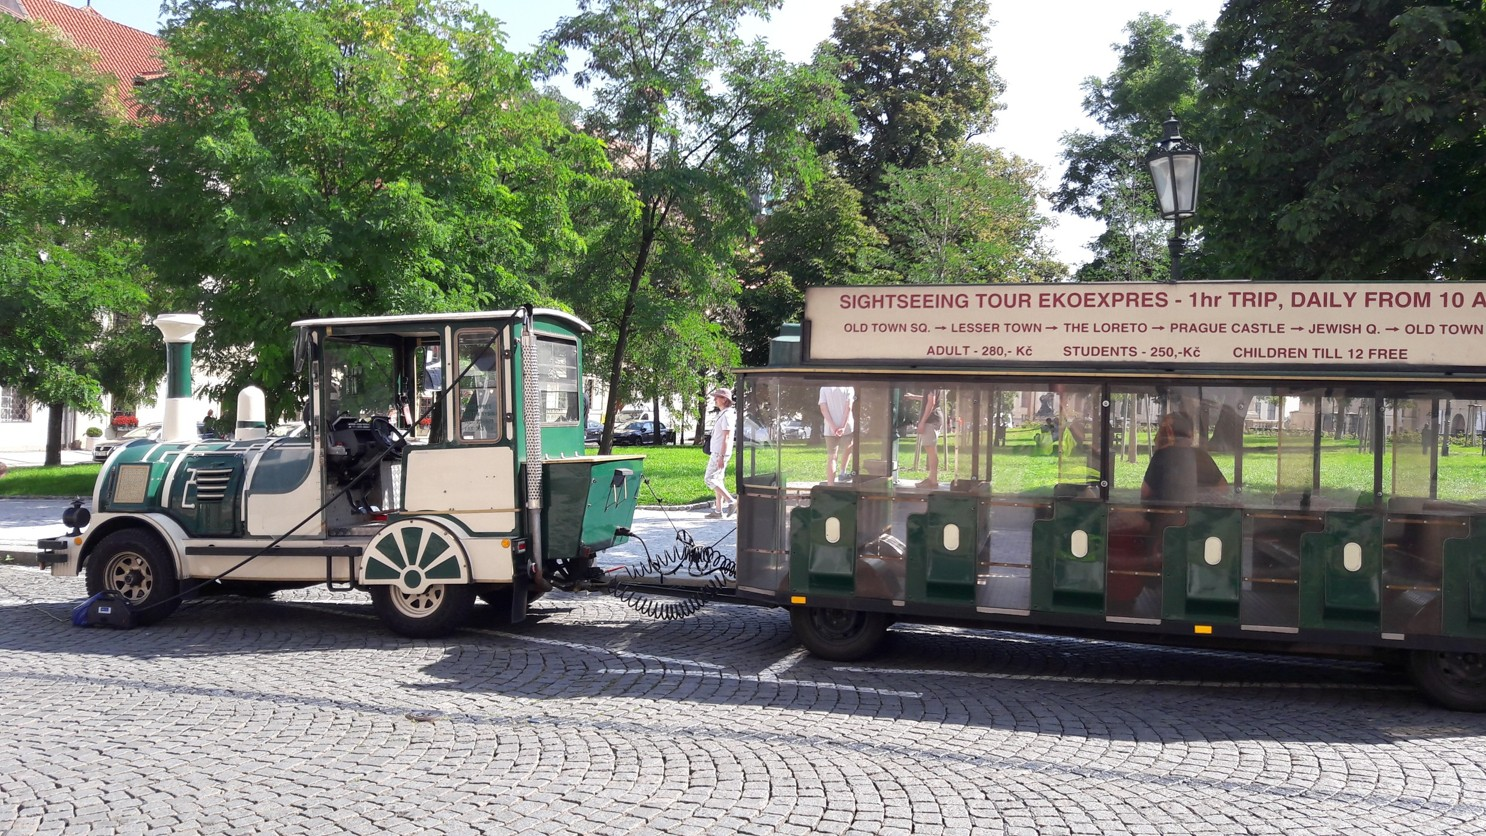 SIGHTSEEING TOUR EKOEXPRES - 1hr TRIP, DAILY FROM 10 A
OLD TOWN SQ. → LESSER TOWN → THE LORETO → PRAGUE CASTLE → JEWISH Q. → OLD TOWN
ADULT - 280,- Kč STUDENTS - 250,-Kč CHILDREN TILL 12 FREE